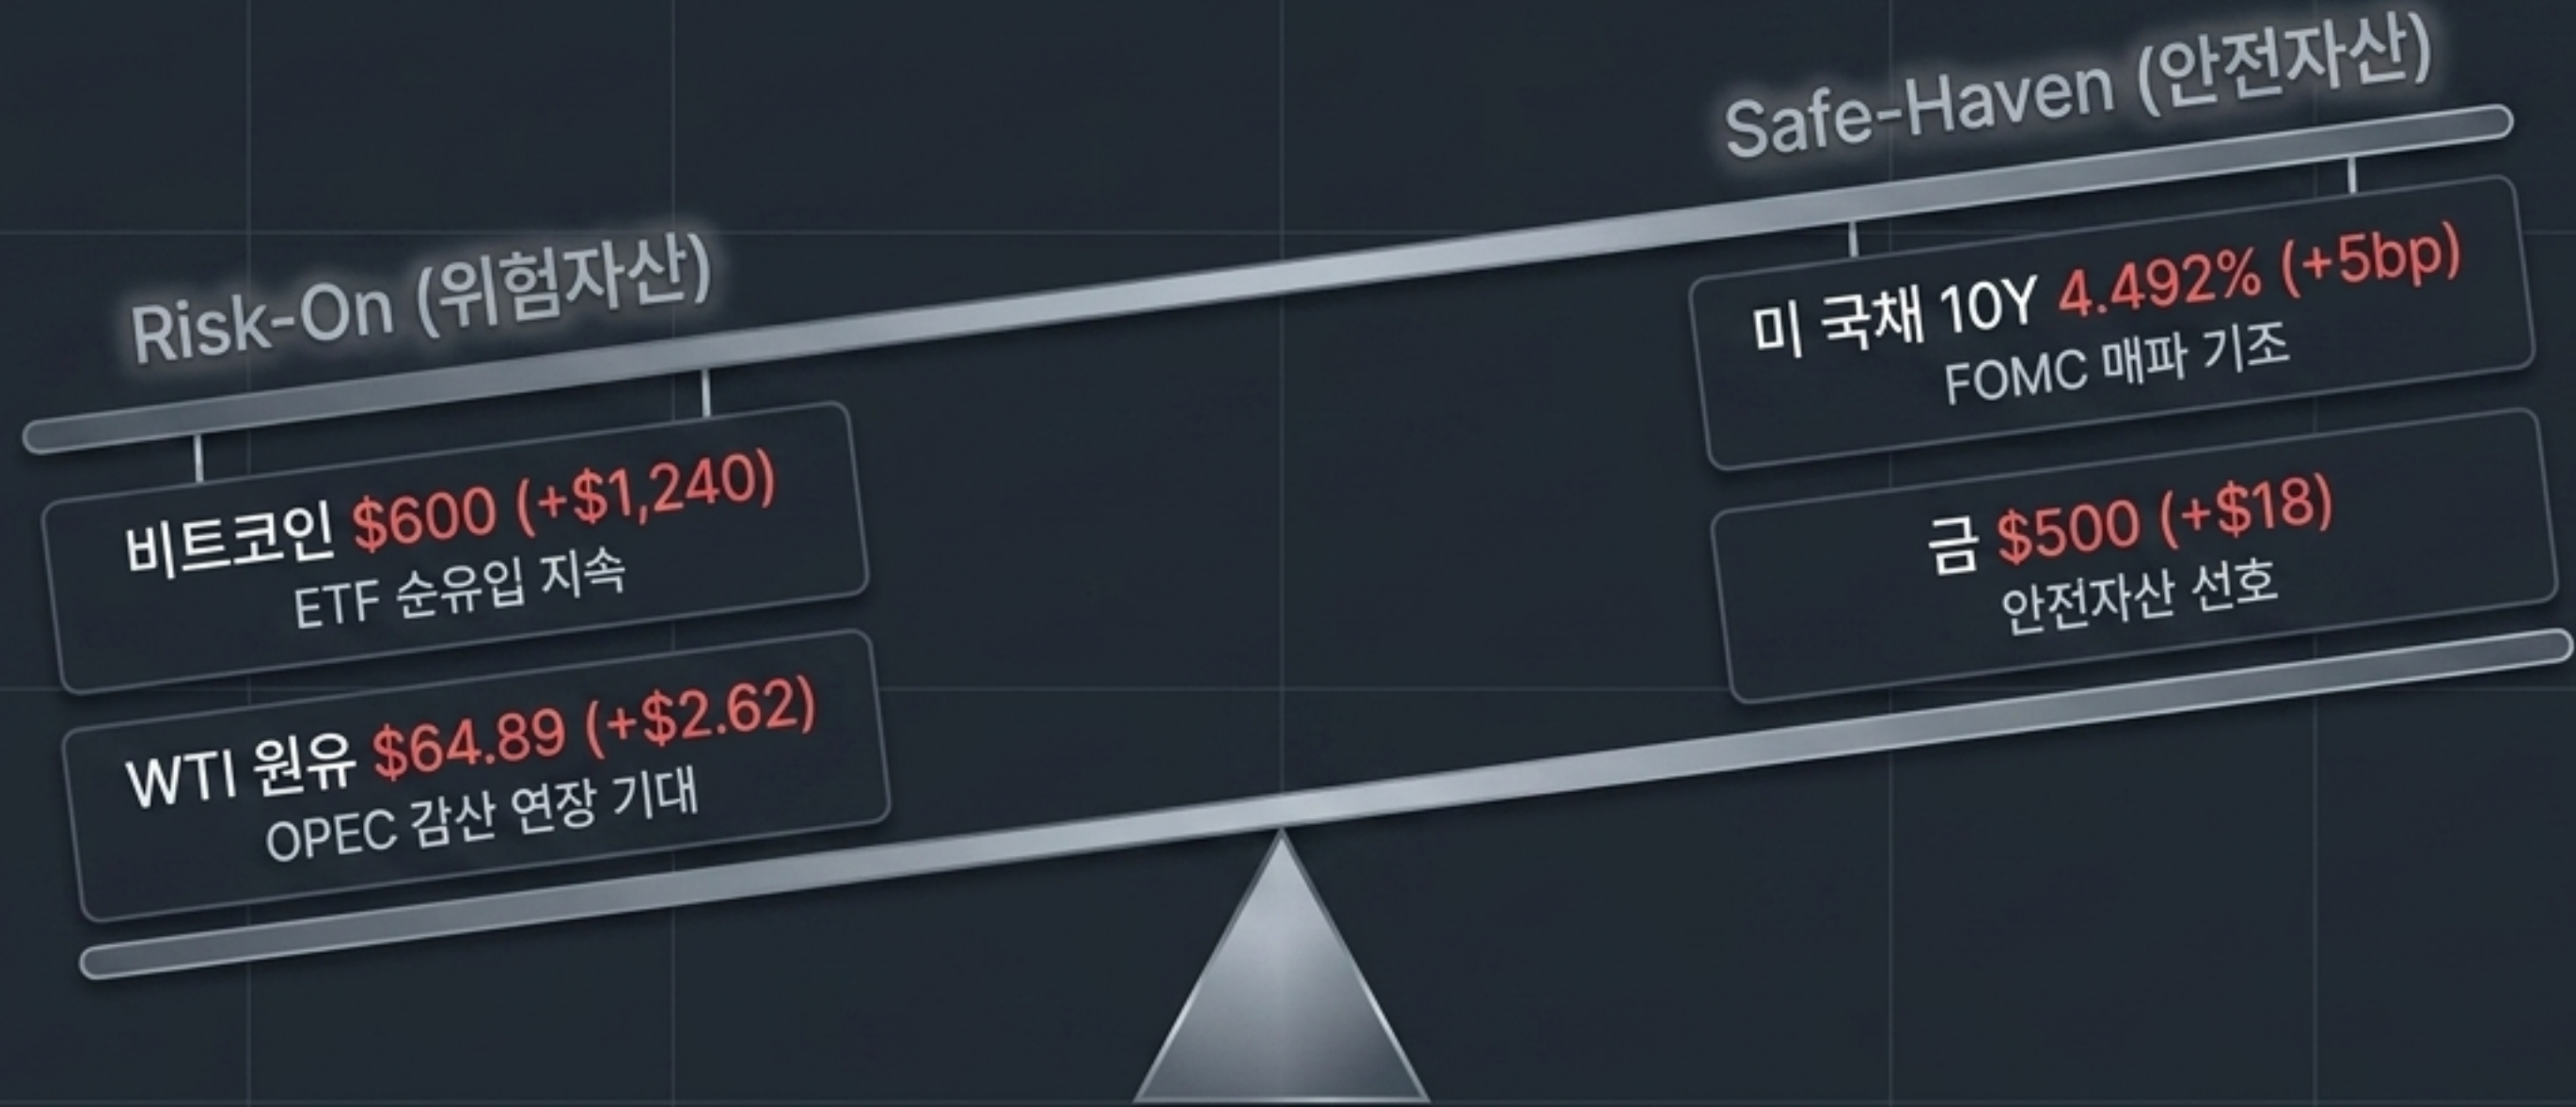 Risk-On (위험자산)
비트코인 $600 (+$1,240)
ETF 순유입 지속
WTI 원유 $64.89 (+$2.62)
OPEC 감산 연장 기대
Safe-Haven (안전자산)
미 국채 10Y 4.492% (+5bp)
FOMC 매파 기조
금 $500 (+$18)
안전자산 선호